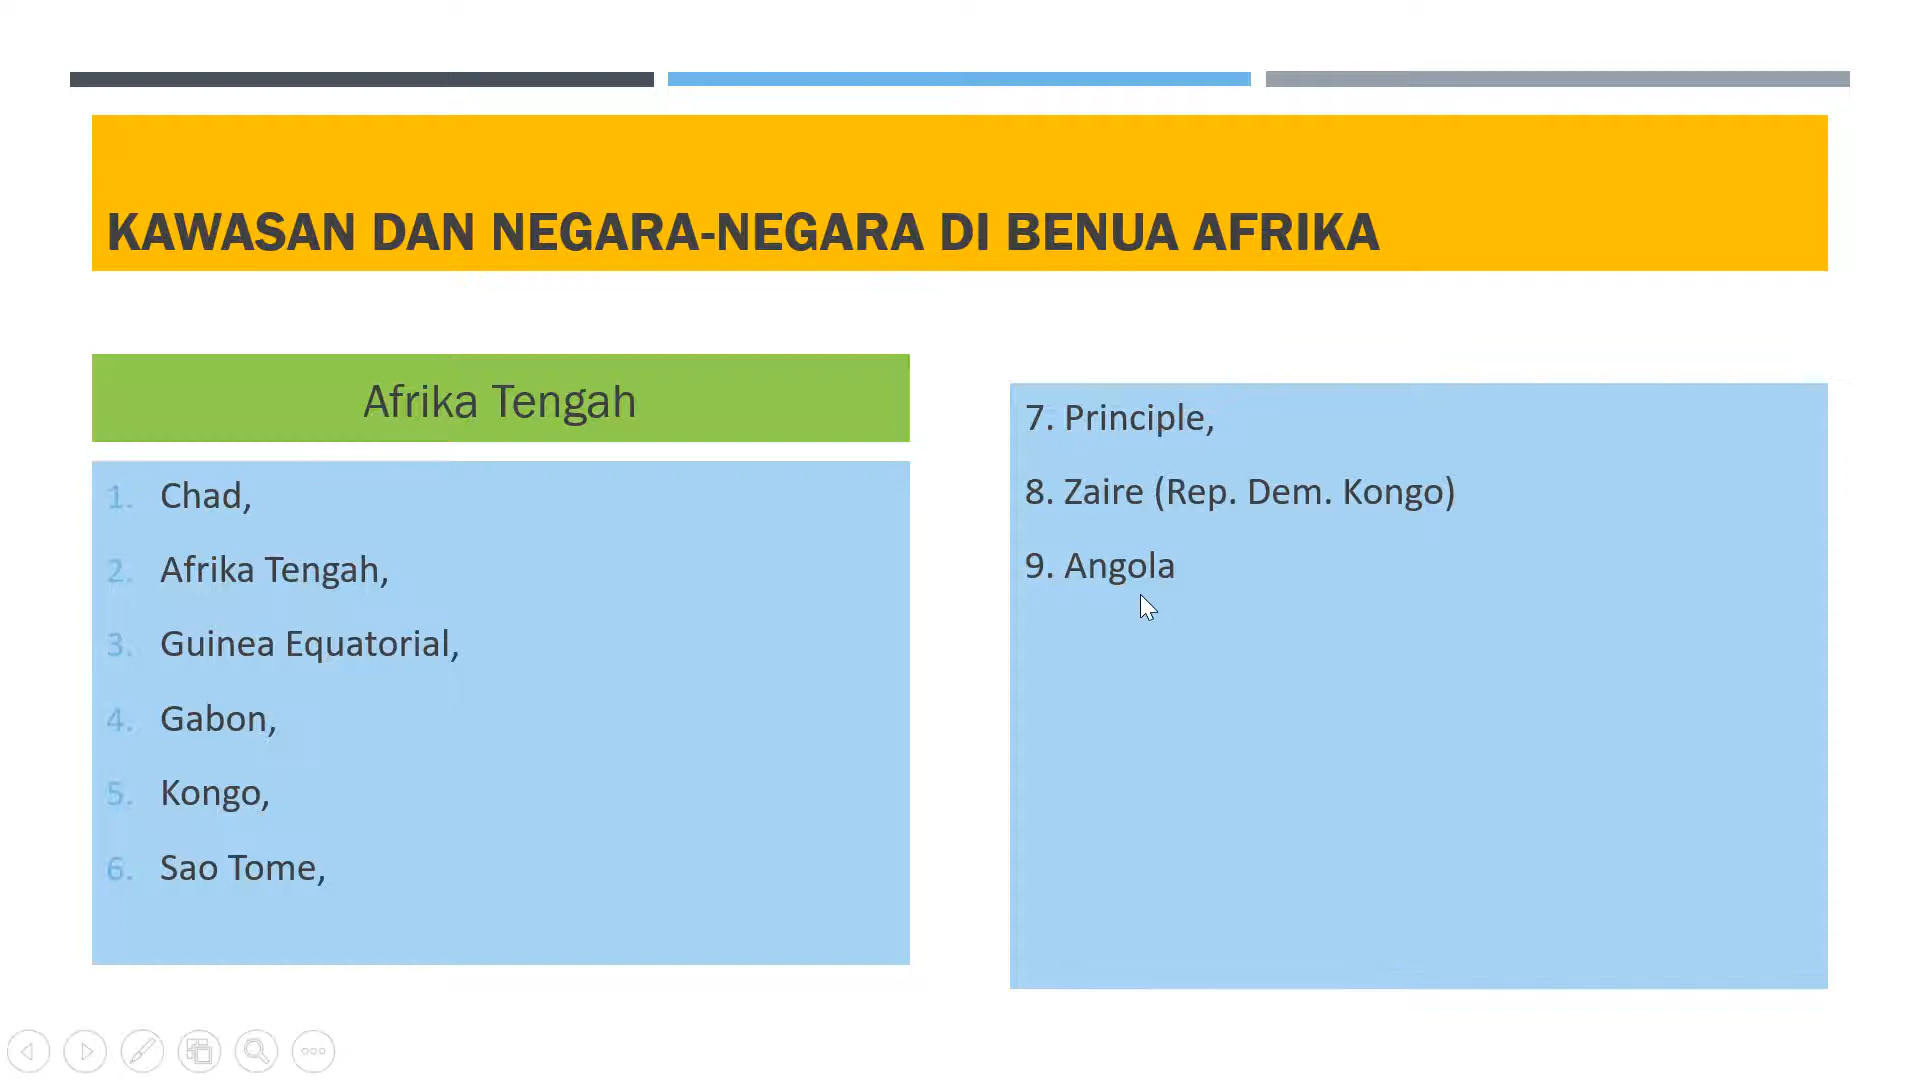 KAWASAN DAN NEGARA-NEGARA DI BENUA AFRIKA
Afrika Tengah
1. Chad,
2. Afrika Tengah,
3. Guinea Equatorial,
4. Gabon,
5. Kongo,
6. Sao Tome,
7. Principle,
8. Zaire (Rep. Dem. Kongo)
9. Angola